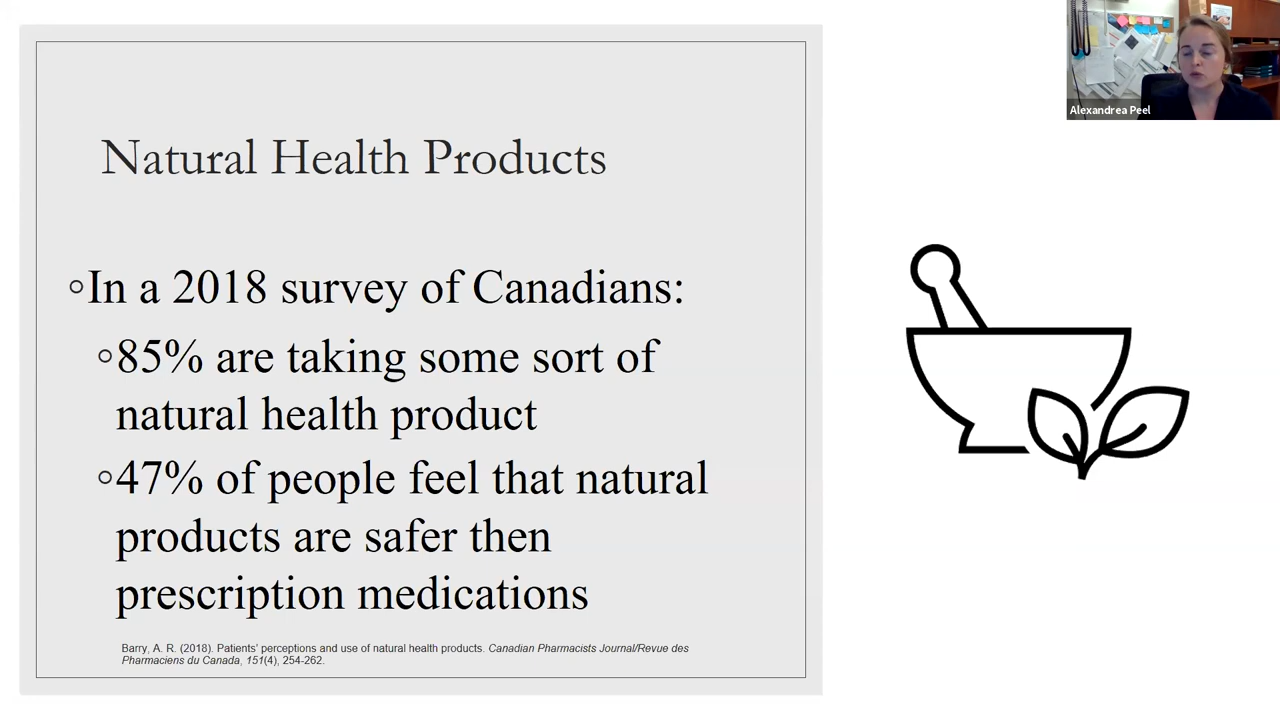 Alexandrea Peel
Natural Health Products
◦In a 2018 survey of Canadians:
◦85% are taking some sort of
natural health product
◦47% of people feel that natural
products are safer then
prescription medications
Barry, A. R. (2018). Patients' perceptions and use of natural health products. Canadian Pharmacists Journal/Revue des
Pharmaciens du Canada, 151(4), 254-262.